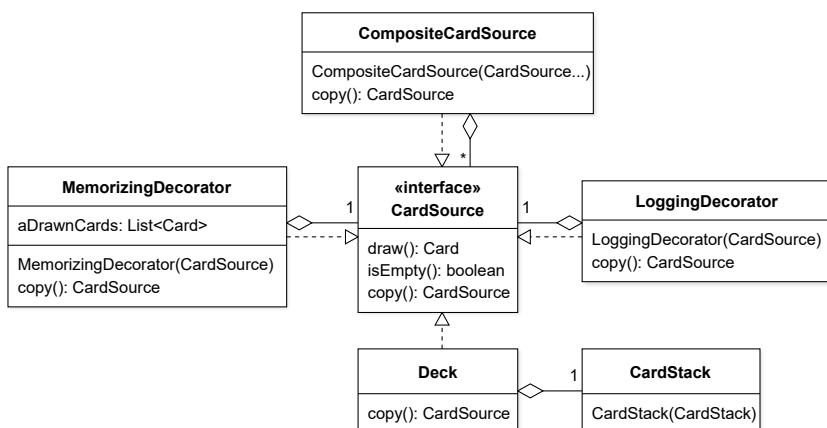 CompositeCardSource
CompositeCardSource(CardSource...)
copy(): CardSource
*
MemorizingDecorator
aDrawnCards: List<Card>
MemorizingDecorator(CardSource)
copy(): CardSource
1
«interface»
CardSource
draw(): Card
isEmpty(): boolean
copy(): CardSource
1
LoggingDecorator
LoggingDecorator(CardSource)
copy(): CardSource
Deck
copy(): CardSource
1
CardStack
CardStack(CardStack)